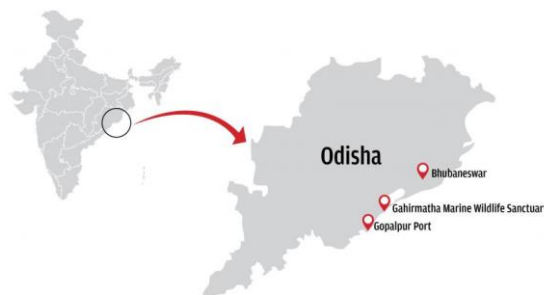 Odisha
Bhubaneswar
Gahirmatha Marine Wildlife Sanctuar
Gopalpur Port